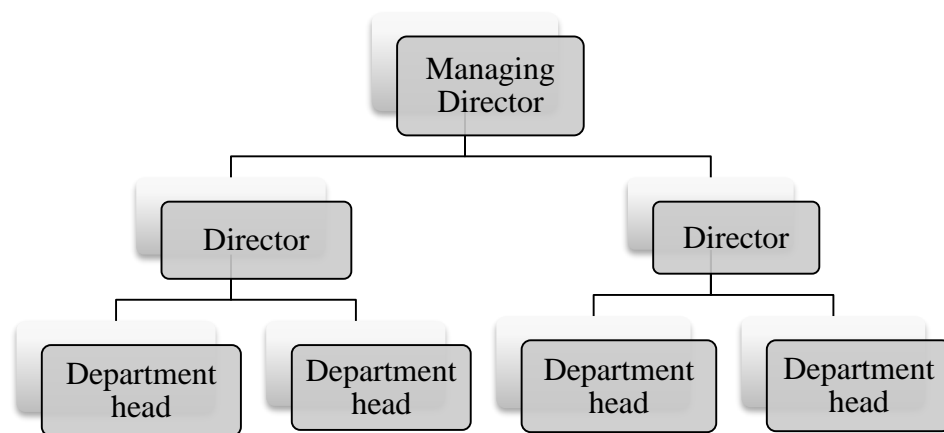 Managing
Director
Director
Director
Department
head
Department
head
Department
head
Department
head